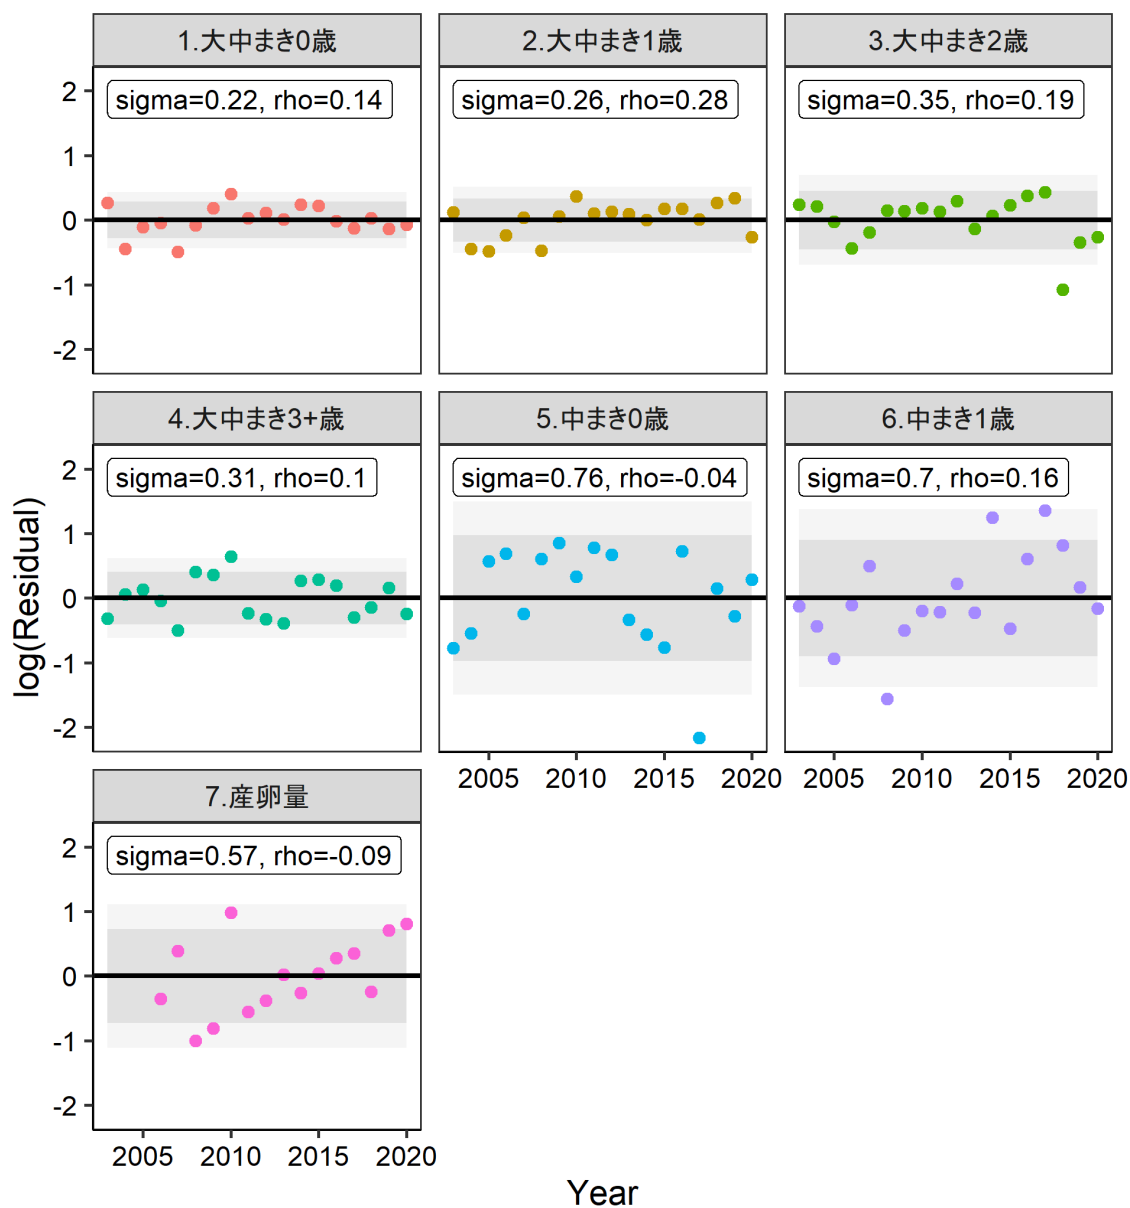 1.大中まき0歳
2.大中まき1歳
3.大中まき2歳
sigma=0.22, rho=0.14
sigma=0.26, rho=0.28
sigma=0.35, rho=0.19
2
1
0
-1
-2
4.大中まき3+歳
5.中まき0歳
6.中まき1歳
sigma=0.31, rho=0.1
sigma=0.76, rho=-0.04
sigma=0.7, rho=0.16
2
1
0
-1
-2
log(Residual)
2005 2010 2015 2020
2005 2010 2015 2020
7.産卵量
sigma=0.57, rho=-0.09
2
1
0
-1
-2
2005 2010 2015 2020
Year